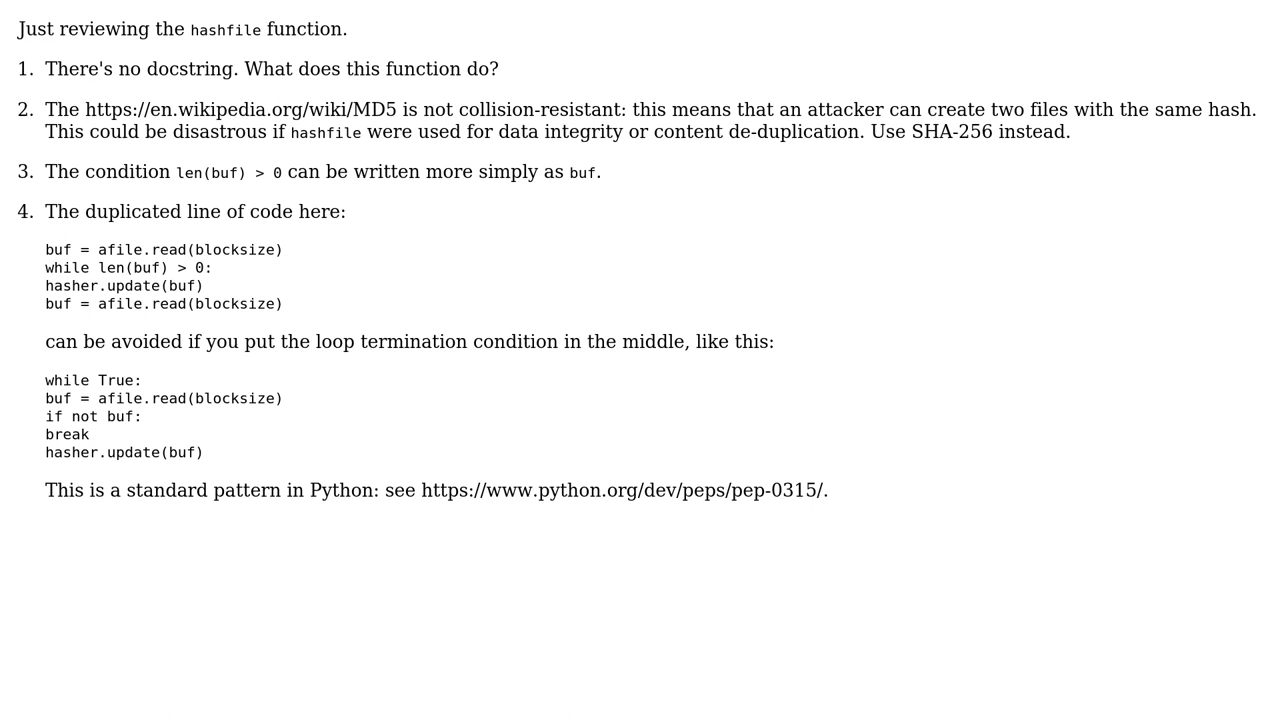 Just reviewing the hashfile function.
1. There's no docstring. What does this function do?
2. The https://en.wikipedia.org/wiki/MD5 is not collision-resistant: this means that an attacker can create two files with the same hash.
This could be disastrous if hashfile were used for data integrity or content de-duplication. Use SHA-256 instead.
3. The condition len(buf) > 0 can be written more simply as buf.
4. The duplicated line of code here:
buf = afile.read(blocksize)
while len(buf) > 0:
hasher.update(buf)
buf = afile.read(blocksize)
can be avoided if you put the loop termination condition in the middle, like this:
while True:
buf = afile.read(blocksize)
if not buf:
break
hasher.update(buf)
This is a standard pattern in Python: see https://www.python.org/dev/peps/pep-0315/.